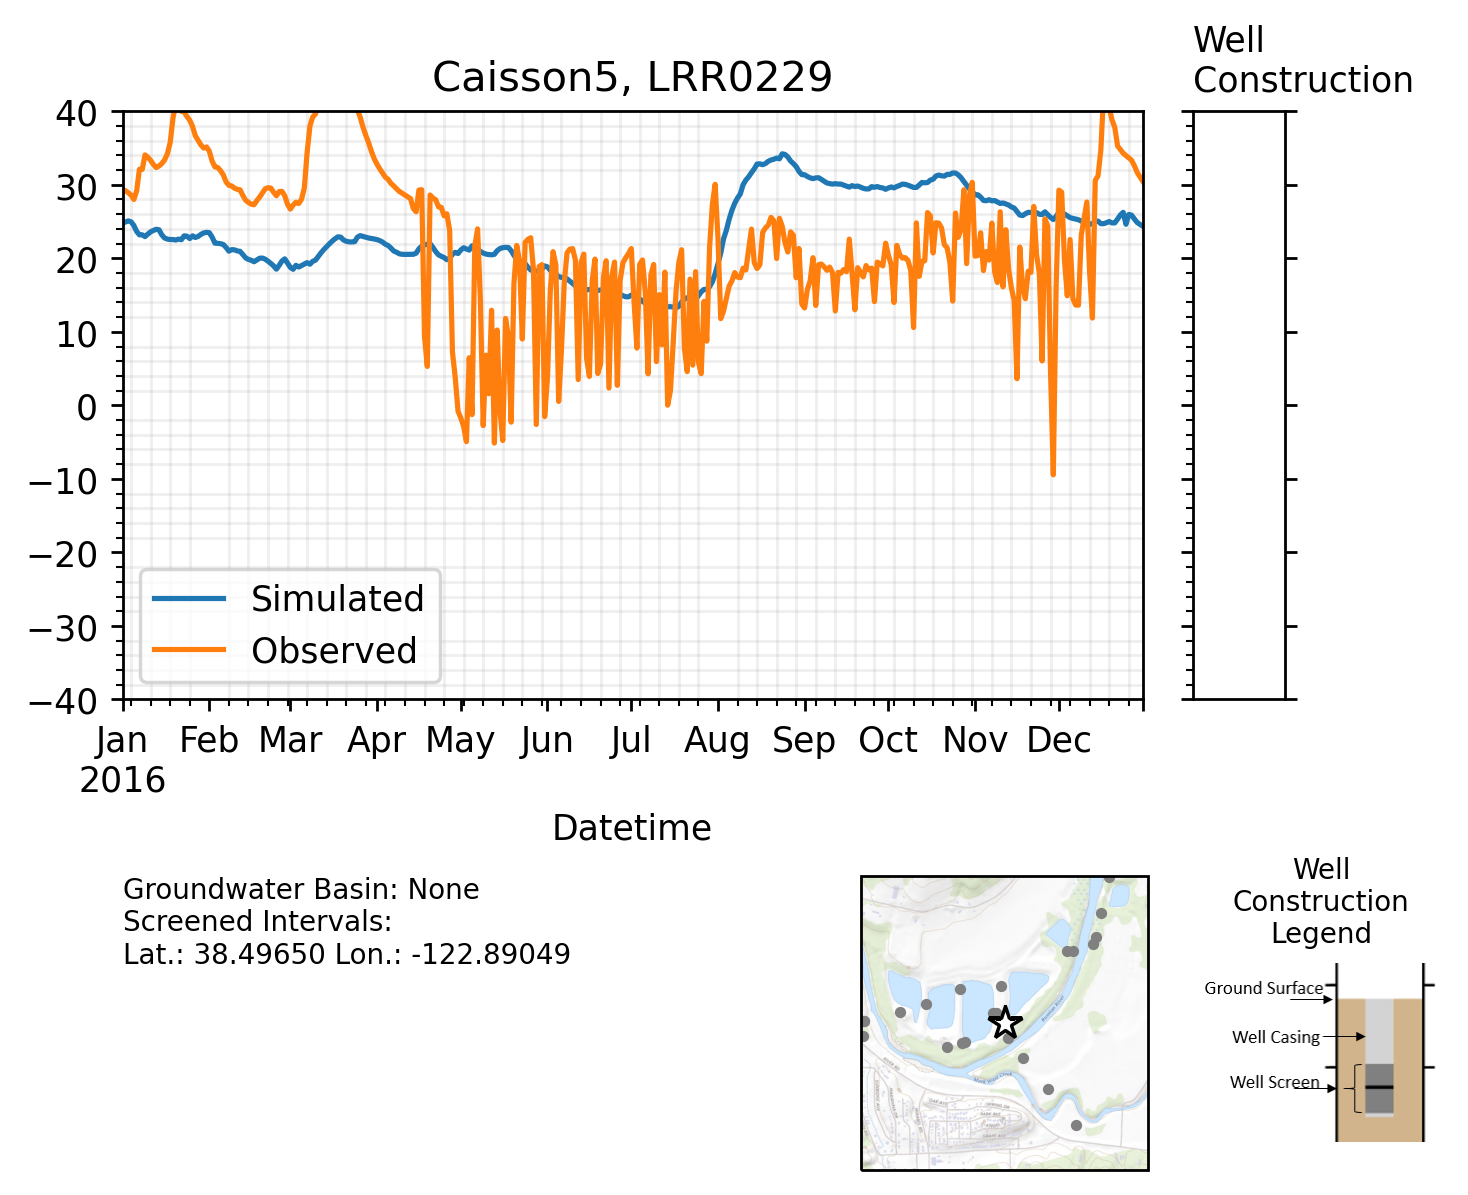 Caisson5, LRR0229
Well
Construction
40
30
20
10
0
−10
−20
−30
−40
Simulated
Observed
Jan Feb Mar Apr May Jun Jul Aug Sep Oct Nov Dec
2016
Datetime
Groundwater Basin: None
Screened Intervals:
Lat.: 38.49650 Lon.: -122.89049
Well
Construction
Legend
Ground Surface
Well Casing
Well Screen